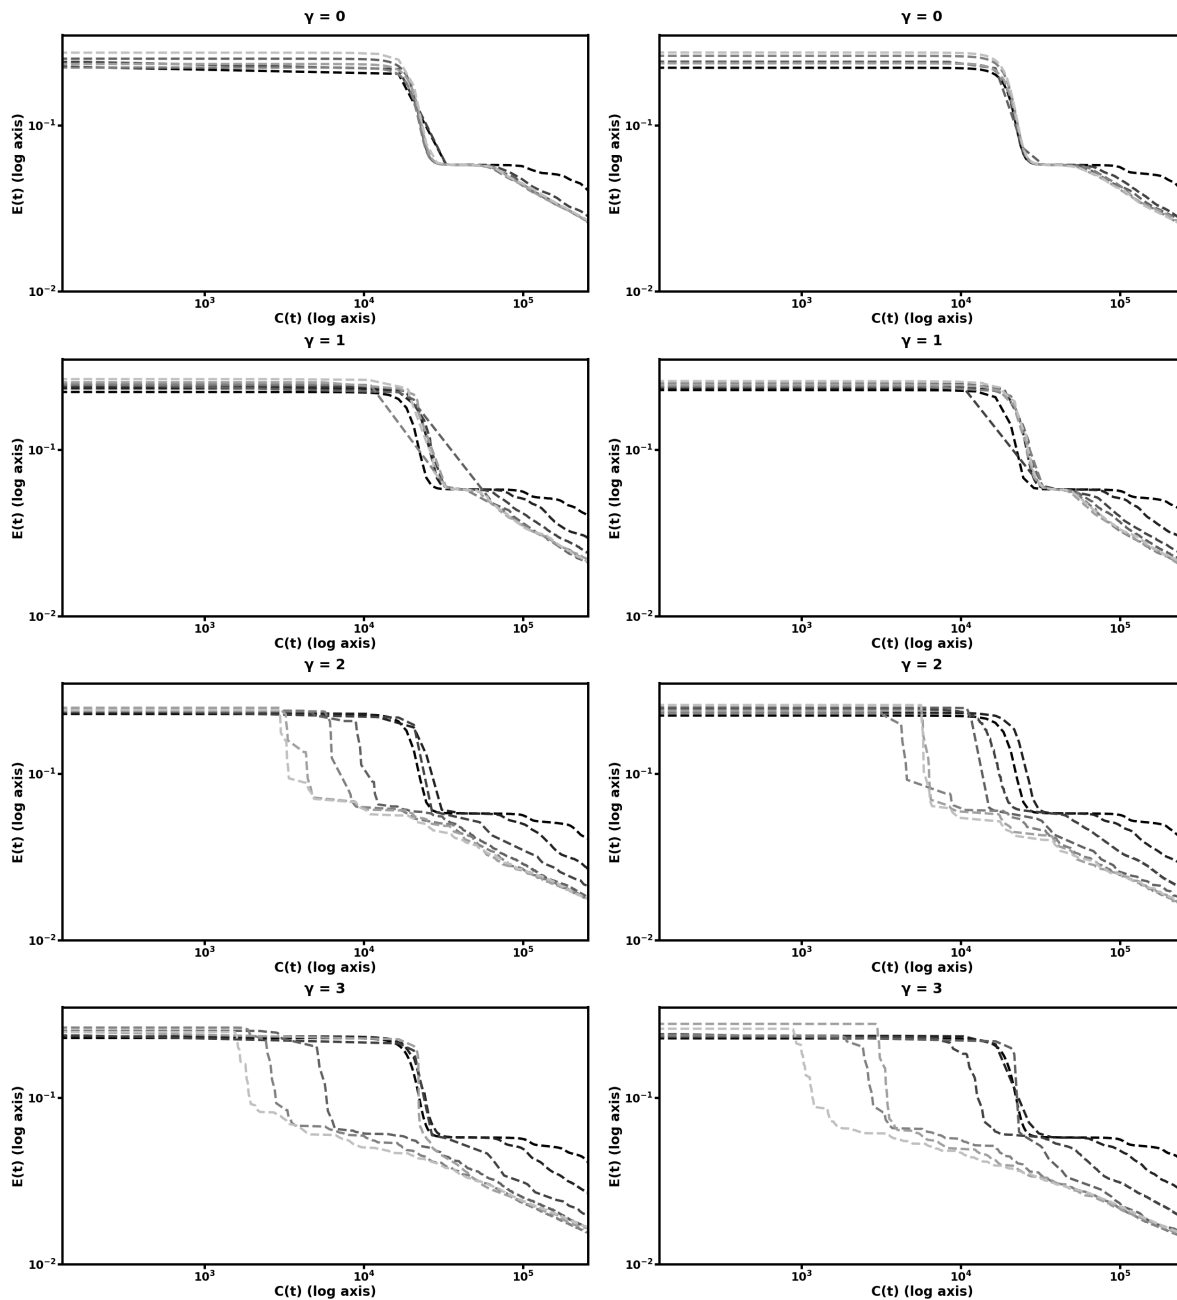 γ = 0
γ = 0
E(t) (log axis)
10⁻¹
10⁻²
10³ 10⁴ 10⁵
C(t) (log axis)
E(t) (log axis)
10⁻¹
10⁻²
10³ 10⁴ 10⁵
C(t) (log axis)
γ = 1
γ = 1
E(t) (log axis)
10⁻¹
10⁻²
10³ 10⁴ 10⁵
C(t) (log axis)
E(t) (log axis)
10⁻¹
10⁻²
10³ 10⁴ 10⁵
C(t) (log axis)
γ = 2
γ = 2
E(t) (log axis)
10⁻¹
10⁻²
10³ 10⁴ 10⁵
C(t) (log axis)
E(t) (log axis)
10⁻¹
10⁻²
10³ 10⁴ 10⁵
C(t) (log axis)
γ = 3
γ = 3
E(t) (log axis)
10⁻¹
10⁻²
10³ 10⁴ 10⁵
C(t) (log axis)
E(t) (log axis)
10⁻¹
10⁻²
10³ 10⁴ 10⁵
C(t) (log axis)